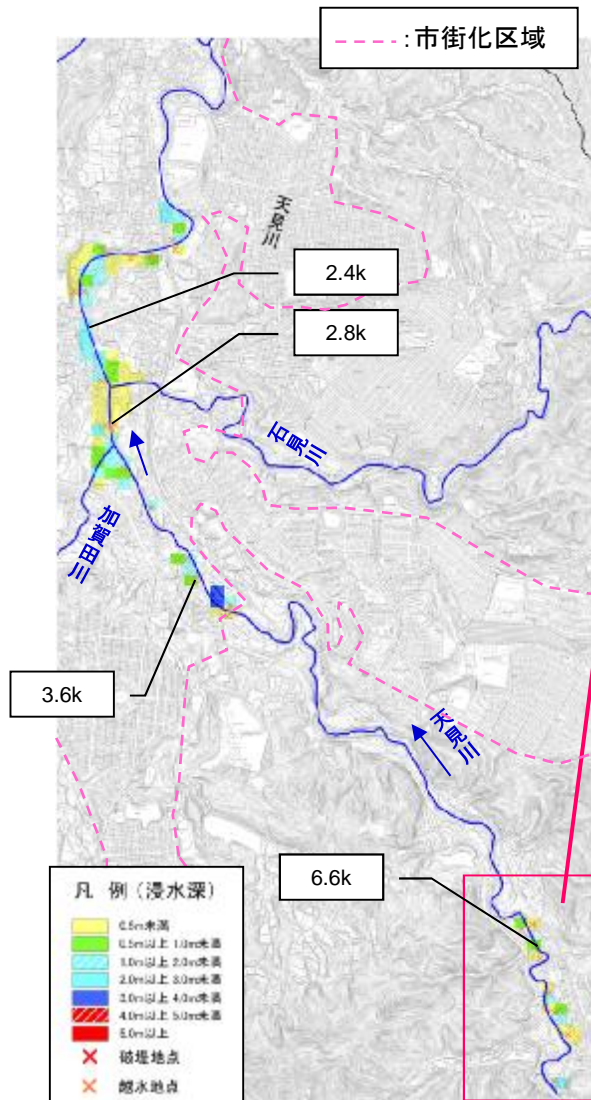 :市街化区域
天見川
2.4k
2.8k
石見川
加賀田川
3.6k
天見川
6.6k
凡 例 (浸水深)
0.5m未満
0.5m以上 1.0m未満
1.0m以上 2.0m未満
2.0m以上 3.0m未満
3.0m以上 4.0m未満
4.0m以上 5.0m未満
5.0m以上
破堤地点
越水地点